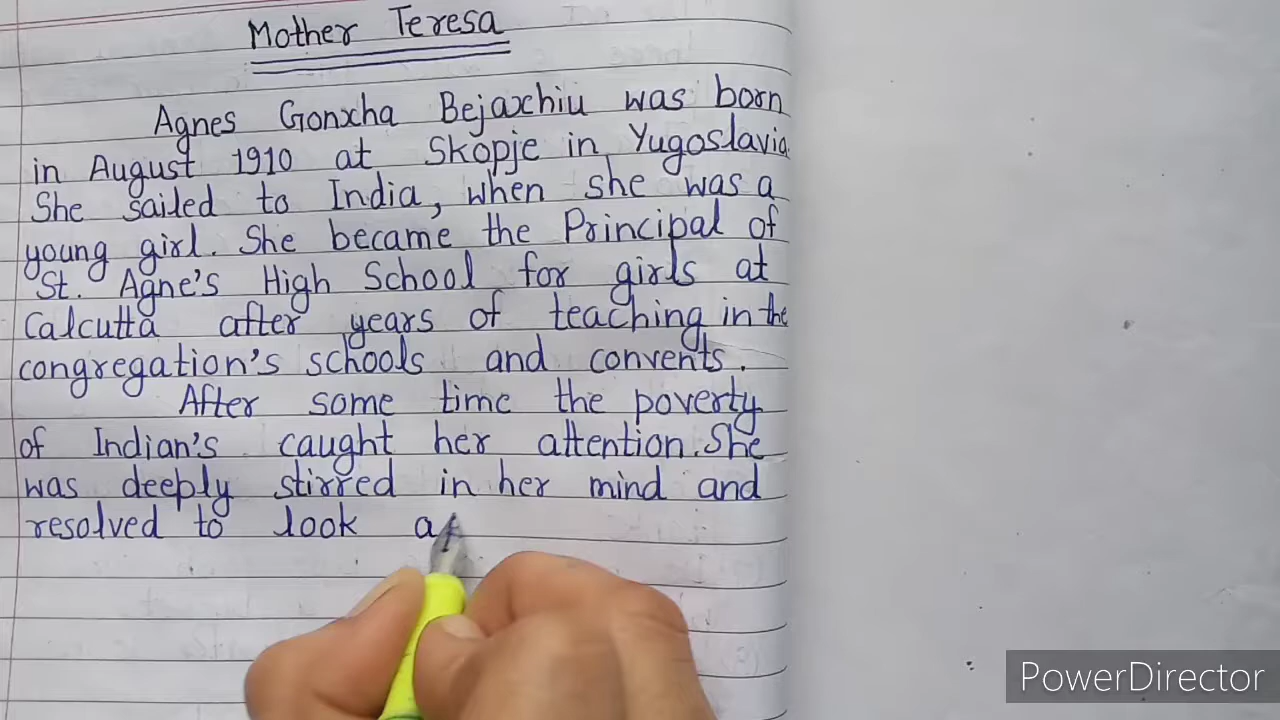 Mother Teresa
Agnes Gonxha Bejaxhiu was born
in August 1910 at Skopje in Yugoslavia.
She sailed to India, when she was a
young girl. She became the Principal of
St. Agne's High School for girls at
Calcutta after years of teaching in the
congregation's schools and convents.
After some time the poverty
of Indian's caught her attention. She
was deeply stirred in her mind and
resolved to look
PowerDirector